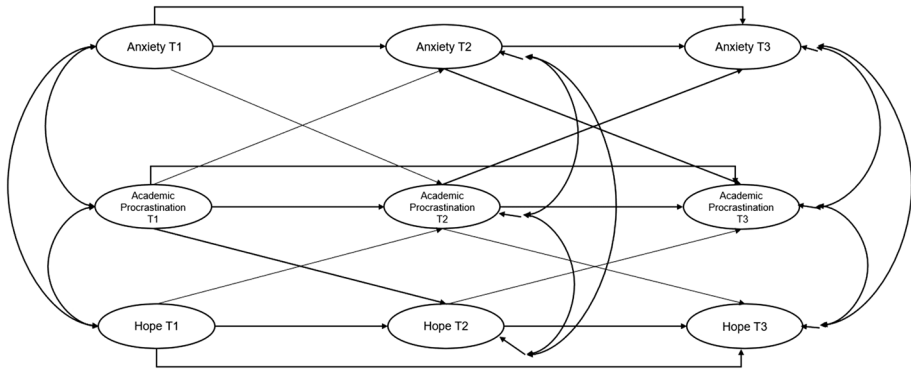 Anxiety T1
Anxiety T2
Anxiety T3
Academic
Procrastination
T1
Academic
Procrastination
T2
Academic
Procrastination
T3
Hope T1
Hope T2
Hope T3